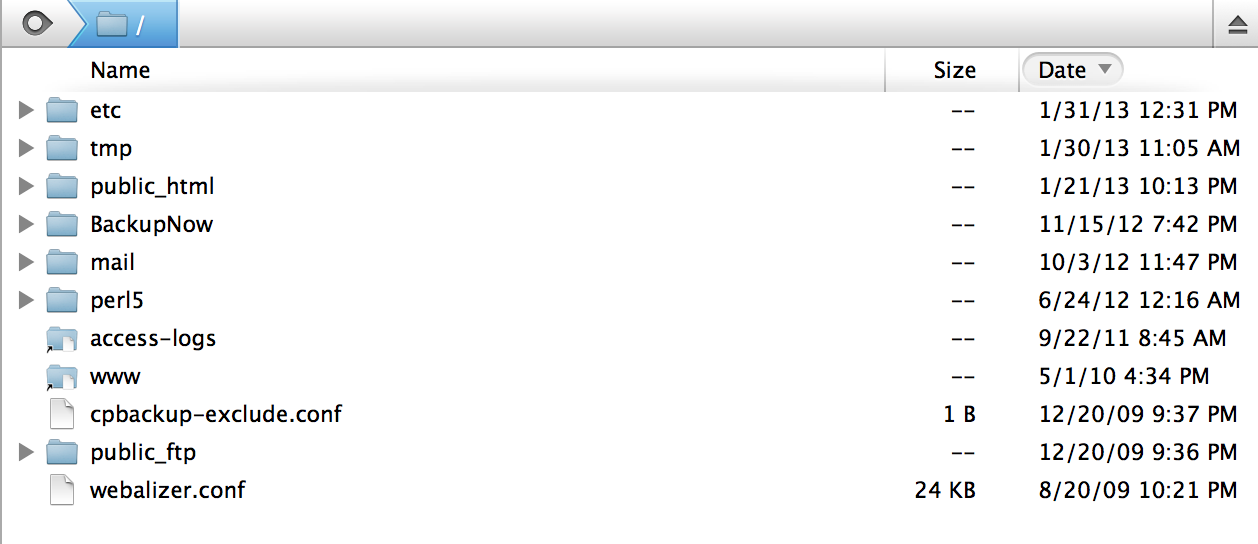 /
Name Size Date
etc -- 1/31/13 12:31 PM
tmp -- 1/30/13 11:05 AM
public_html -- 1/21/13 10:13 PM
BackupNow -- 11/15/12 7:42 PM
mail -- 10/3/12 11:47 PM
perl5 -- 6/24/12 12:16 AM
access-logs -- 9/22/11 8:45 AM
www -- 5/1/10 4:34 PM
cpbackup-exclude.conf 1 B 12/20/09 9:37 PM
public_ftp -- 12/20/09 9:36 PM
webalizer.conf 24 KB 8/20/09 10:21 PM